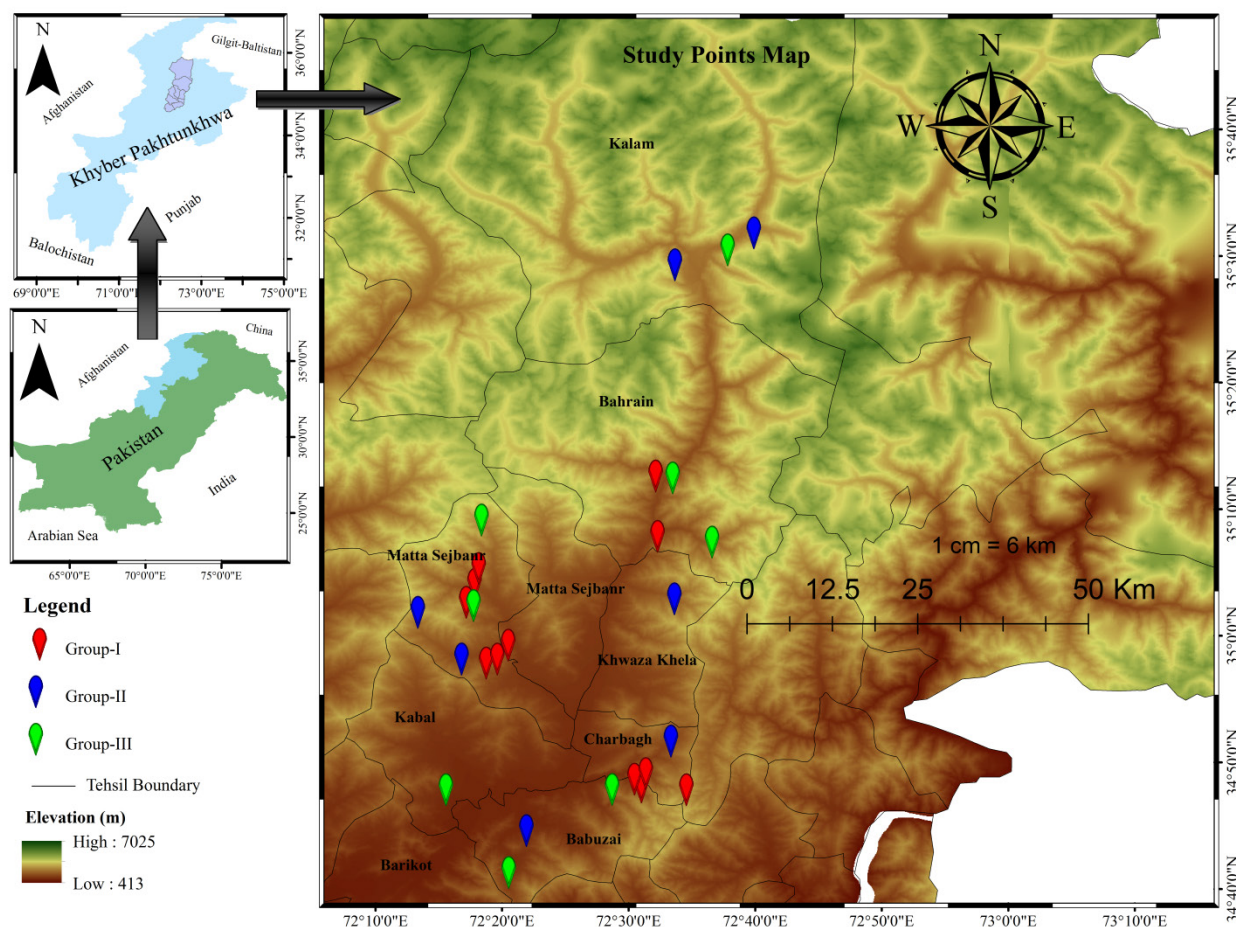 N
Gilgit-Baltistan
Afghanistan
Khyber Pakhtunkhwa
Punjab
Balochistan
36°0'0"N
34°0'0"N
32°0'0"N
69°0'0"E
71°0'0"E
73°0'0"E
75°0'0"E
N
China
Afghanistan
Pakistan
India
Arabian Sea
35°0'0"N
30°0'0"N
25°0'0"N
65°0'0"E
70°0'0"E
75°0'0"E
Legend
Group-I
Group-II
Group-III
Tehsil Boundary
Elevation (m)
High : 7025
Low : 413
Study Points Map
N
W
E
S
Kalam
Bahrain
Matta Sejbanr
Matta Sejbanr
Khwaza Khela
Kabal
Charbagh
Babuzai
Barikot
1 cm = 6 km
0 12.5 25 50 Km
35°40'0"N
35°30'0"N
35°20'0"N
35°10'0"N
35°0'0"N
34°50'0"N
34°40'0"N
72°10'0"E
72°20'0"E
72°30'0"E
72°40'0"E
72°50'0"E
73°0'0"E
73°10'0"E